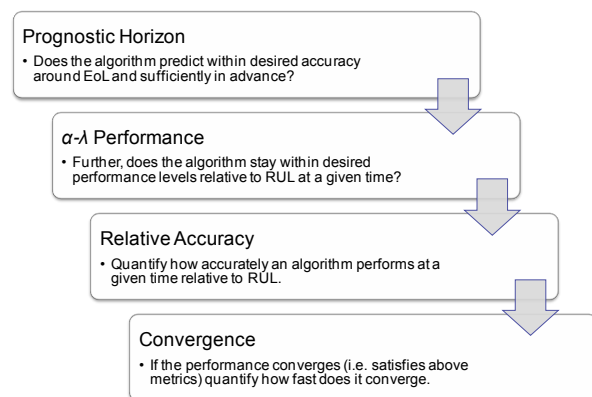 Prognostic Horizon
• Does the algorithm predict within desired accuracy
around EoL and sufficiently in advance?
α-λ Performance
• Further, does the algorithm stay within desired
performance levels relative to RUL at a given time?
Relative Accuracy
• Quantify how accurately an algorithm performs at a
given time relative to RUL.
Convergence
• If the performance converges (i.e. satisfies above
metrics) quantify how fast does it converge.